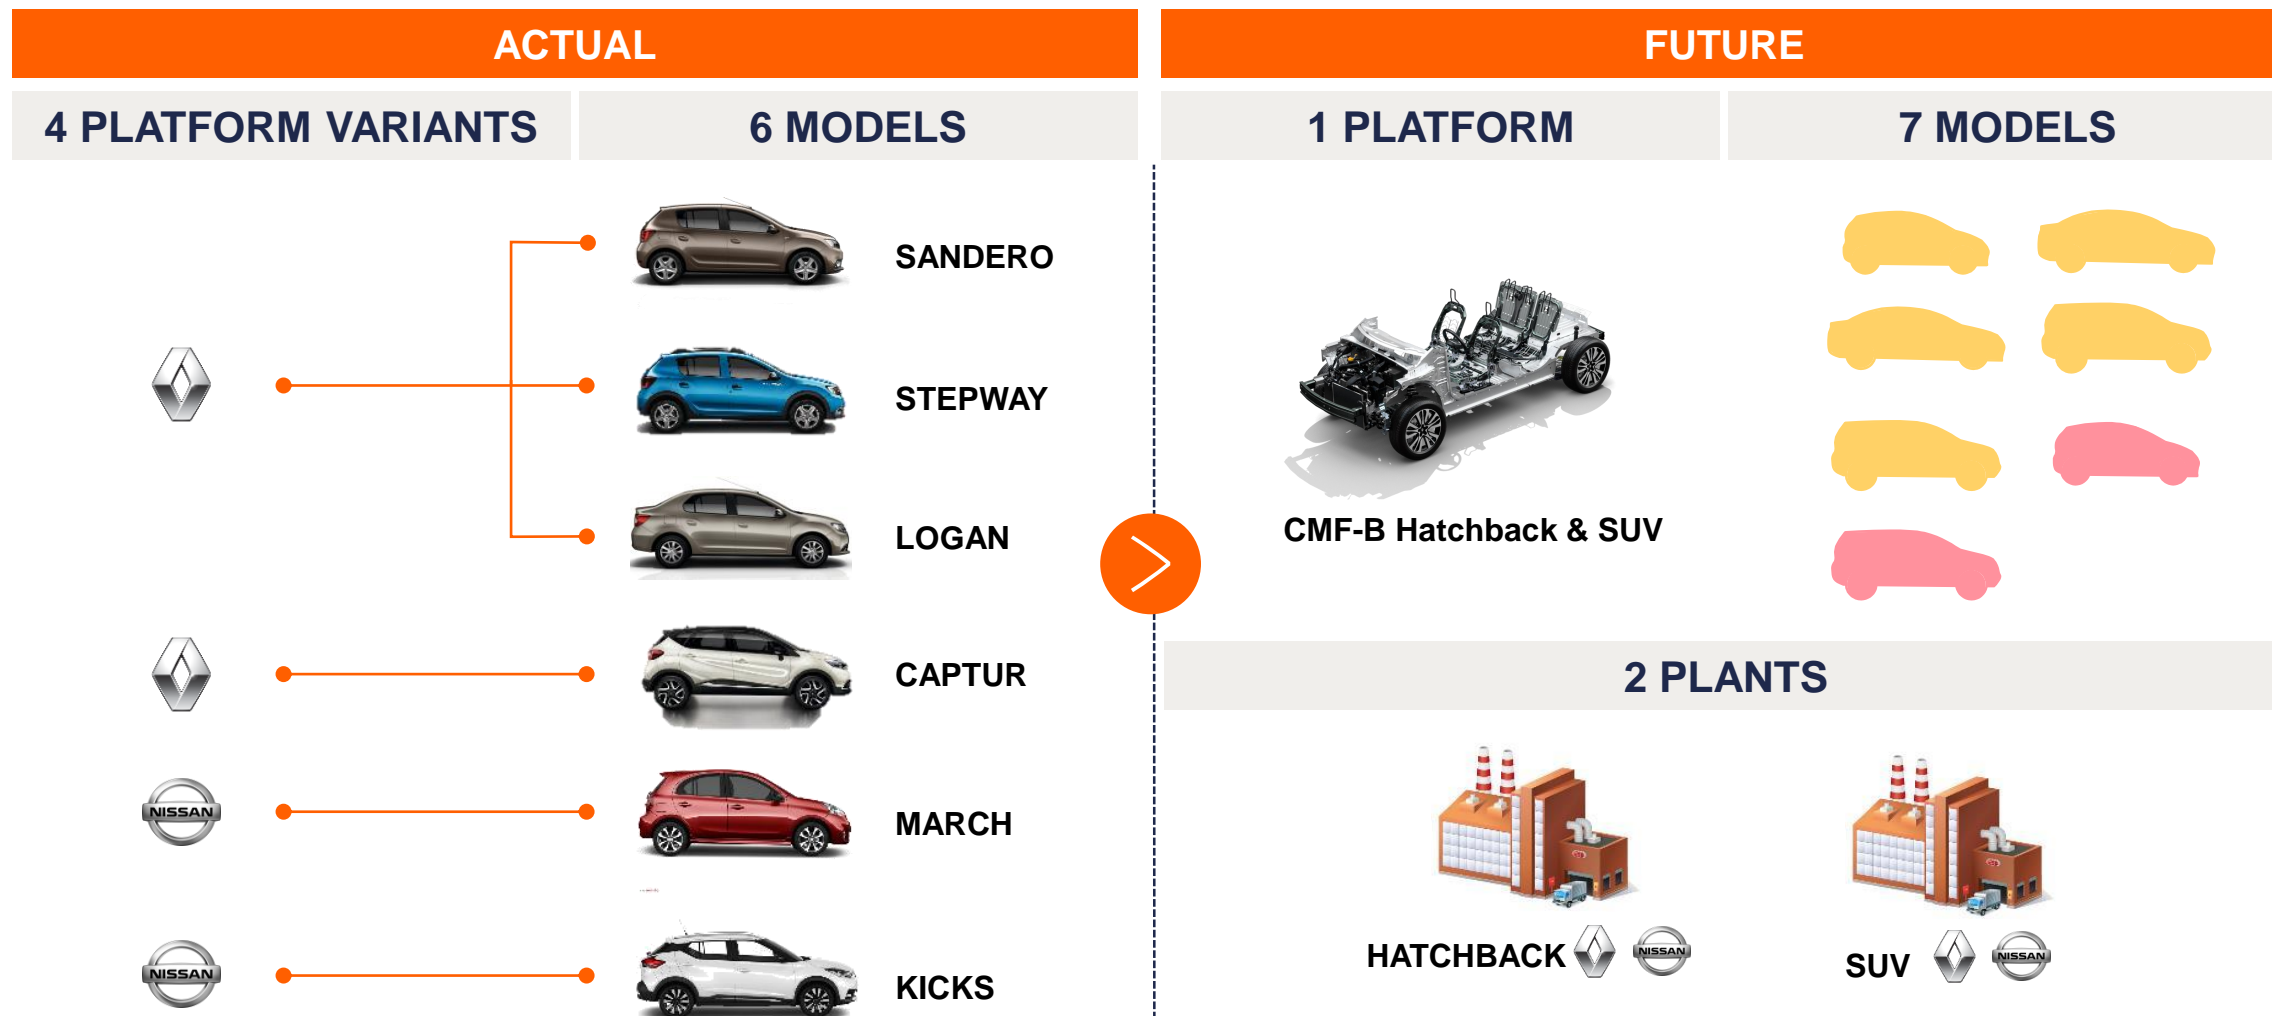 ACTUAL
FUTURE
4 PLATFORM VARIANTS
6 MODELS
1 PLATFORM
7 MODELS
SANDERO
STEPWAY
LOGAN
CAPTUR
NISSAN
MARCH
NISSAN
KICKS
CMF-B Hatchback & SUV
2 PLANTS
HATCHBACK
NISSAN
SUV
NISSAN